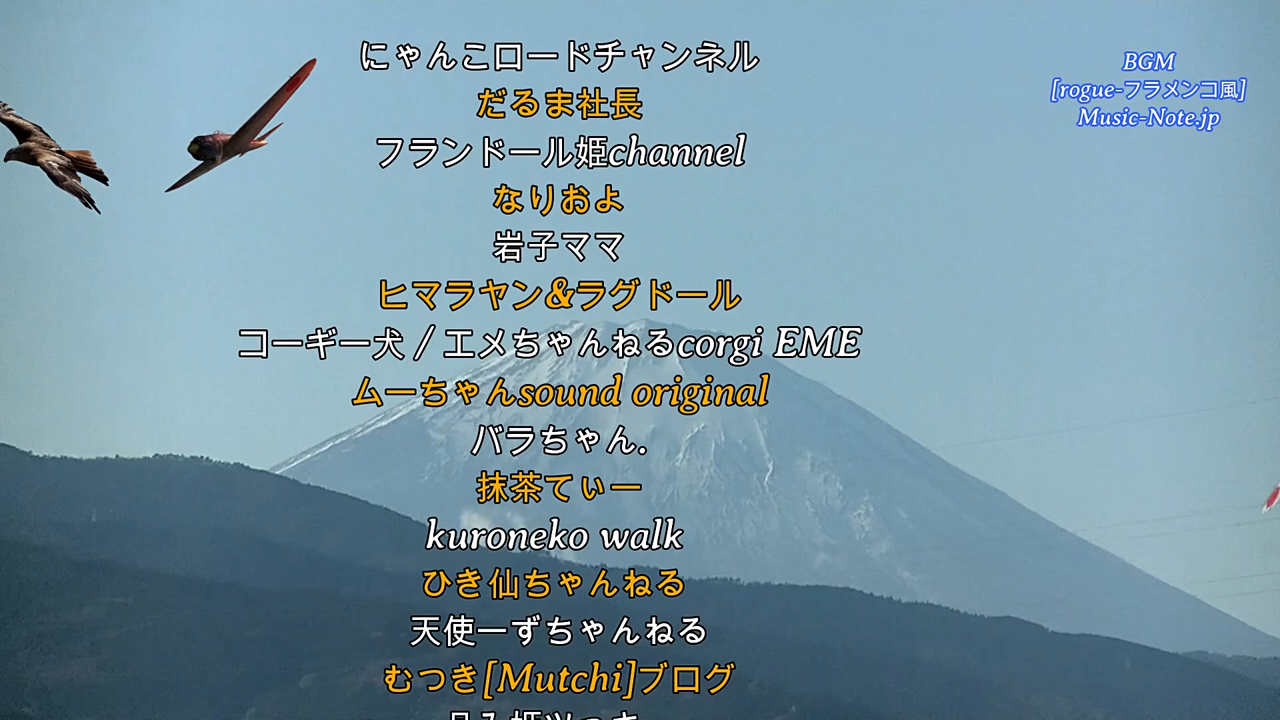 にゃんこロードチャンネル
だるま社長
フランドール姫channel
なりおよ
岩子ママ
ヒマラヤン&ラグドール
コーギー犬 / エメちゃんねるcorgi EME
ムーちゃんsound original
バラちゃん.
抹茶てぃー
kuroneko walk
ひき仙ちゃんねる
天使一ずちゃんねる
むつき[Mutchi]ブログ
BGM
[rogue-フラメンコ風]
Music-Note.jp